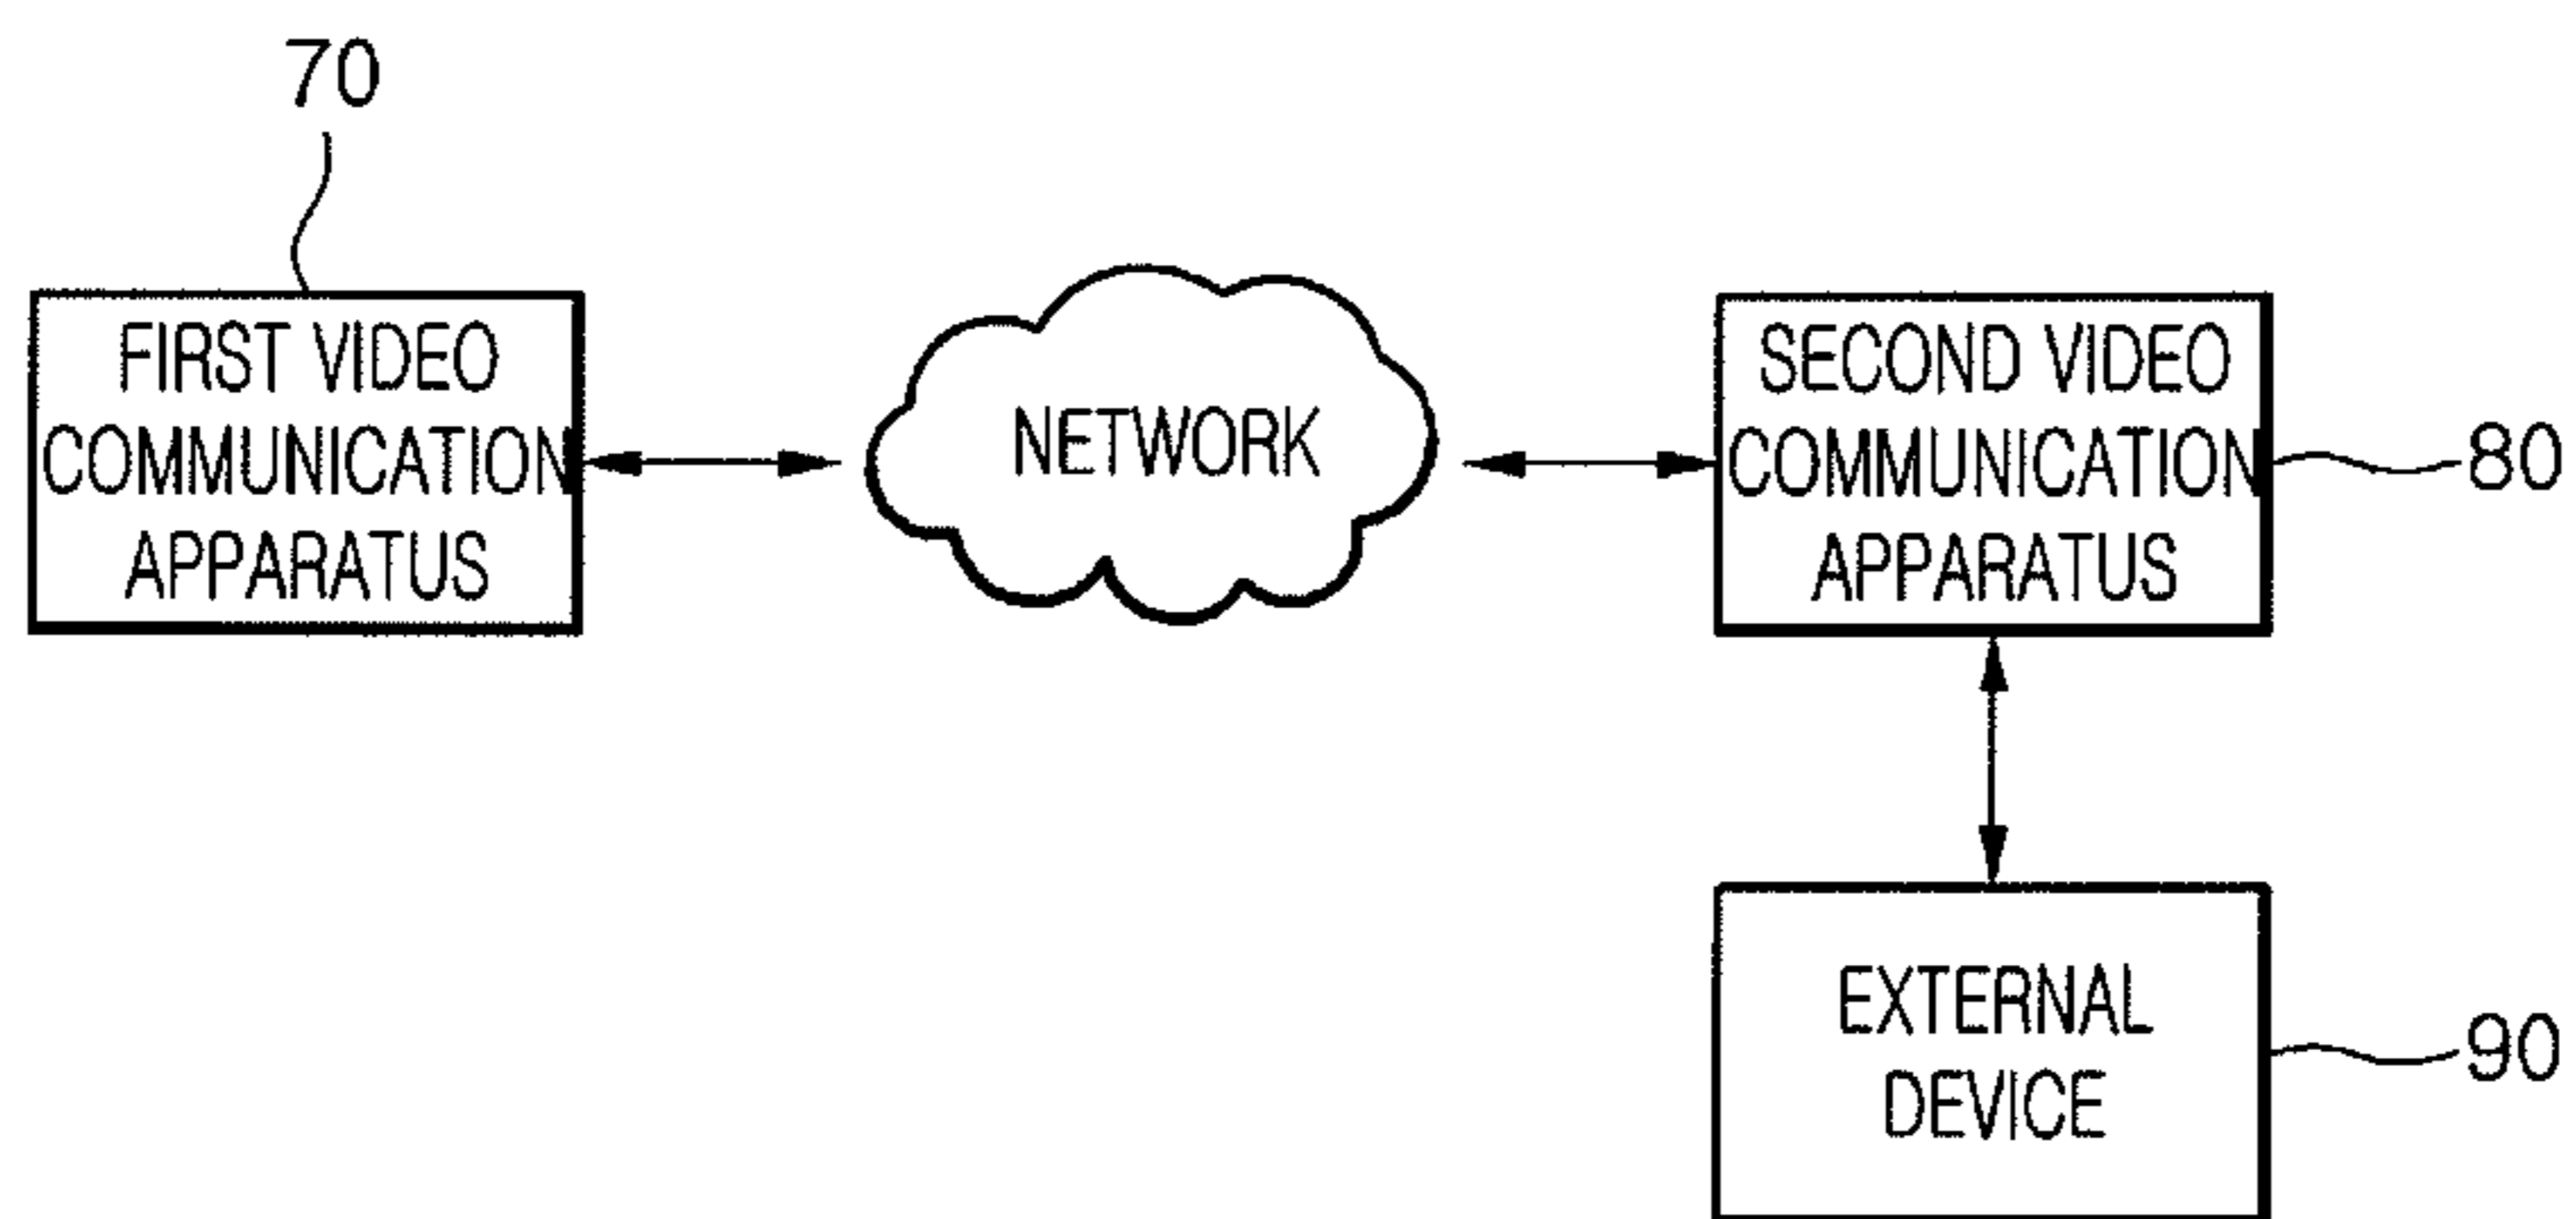 70
FIRST VIDEO
COMMUNICATION
APPARATUS
NETWORK
SECOND VIDEO
COMMUNICATION
APPARATUS
80
EXTERNAL
DEVICE
90